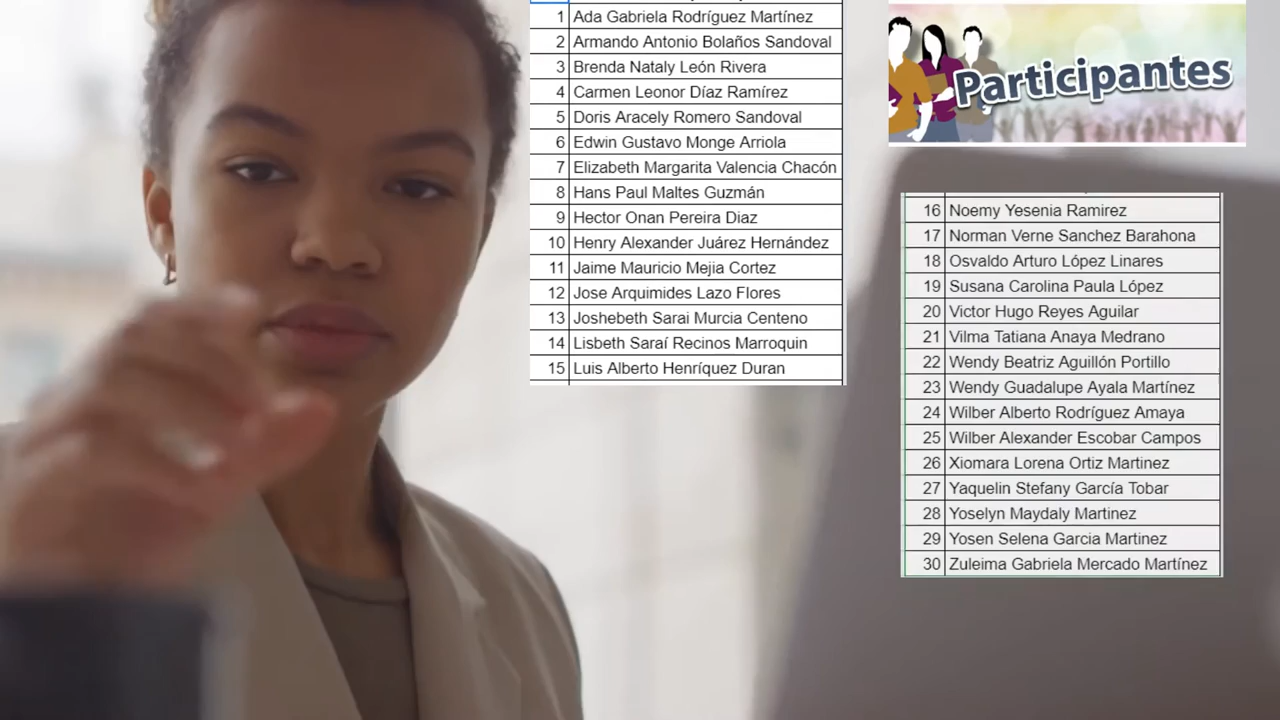 1 Ada Gabriela Rodríguez Martínez
2 Armando Antonio Bolaños Sandoval
3 Brenda Nataly León Rivera
4 Carmen Leonor Díaz Ramírez
5 Doris Aracely Romero Sandoval
6 Edwin Gustavo Monge Arriola
7 Elizabeth Margarita Valencia Chacón
8 Hans Paul Maltes Guzmán
9 Hector Onan Pereira Diaz
10 Henry Alexander Juárez Hernández
11 Jaime Mauricio Mejia Cortez
12 Jose Arquimides Lazo Flores
13 Joshebeth Sarai Murcia Centeno
14 Lisbeth Saraí Recinos Marroquin
15 Luis Alberto Henríquez Duran
Participantes
16 Noemy Yesenia Ramirez
17 Norman Verne Sanchez Barahona
18 Osvaldo Arturo López Linares
19 Susana Carolina Paula López
20 Victor Hugo Reyes Aguilar
21 Vilma Tatiana Anaya Medrano
22 Wendy Beatriz Aguillón Portillo
23 Wendy Guadalupe Ayala Martínez
24 Wilber Alberto Rodríguez Amaya
25 Wilber Alexander Escobar Campos
26 Xiomara Lorena Ortiz Martinez
27 Yaquelin Stefany García Tobar
28 Yoselyn Maydaly Martinez
29 Yosen Selena Garcia Martinez
30 Zuleima Gabriela Mercado Martínez